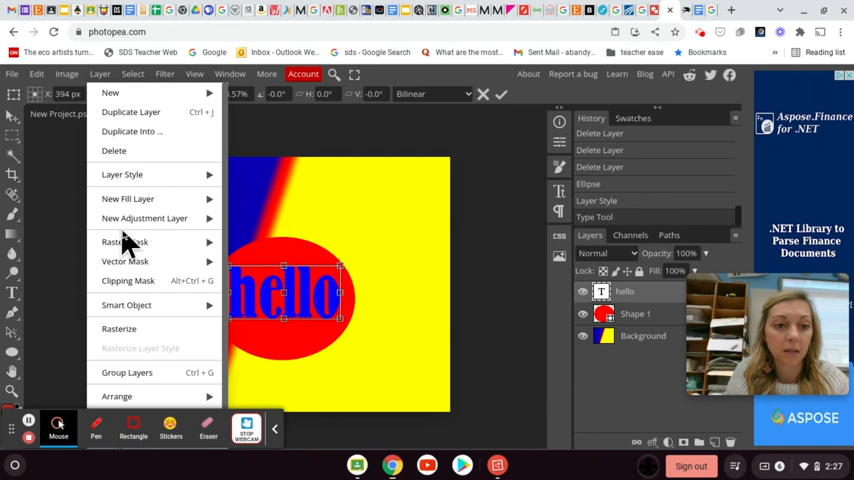 photopea.com
The eco artists turn...
SDS Teacher Web
Google
Inbox - Outlook We...
sds - Google Search
Q What are the most...
Sent Mail - abandy...
teacher ease
Bookmarks
Reading list
File Edit Image Layer Select Filter View Window More Account
About Report a bug Learn Blog API
X: 394 px
.57% ∠: -0.0° H: 0.0° V: -0.0° Bilinear
New Project.ps
New
Duplicate Layer Ctrl + J
Duplicate Into ...
Delete
Layer Style
New Fill Layer
New Adjustment Layer
Vector Mask
Clipping Mask Alt+Ctrl + G
Smart Object
Rasterize
Rasterize Layer Style
Group Layers Ctrl + G
Arrange
hello
History Swatches
Delete Layer
Delete Layer
Delete Layer
Ellipse
Layer Style
Type Tool
CSS
Layers Channels Paths
Normal Opacity: 100%
Lock: Fill: 100%
T hello
Shape 1
Background
Aspose.Finance
for .NET
.NET Library to
Parse Finance
Documents
ASPOSE
Mouse
Pen
Rectangle
Stickers
Eraser
STOP
WEBCAM
Sign out
6
2:27